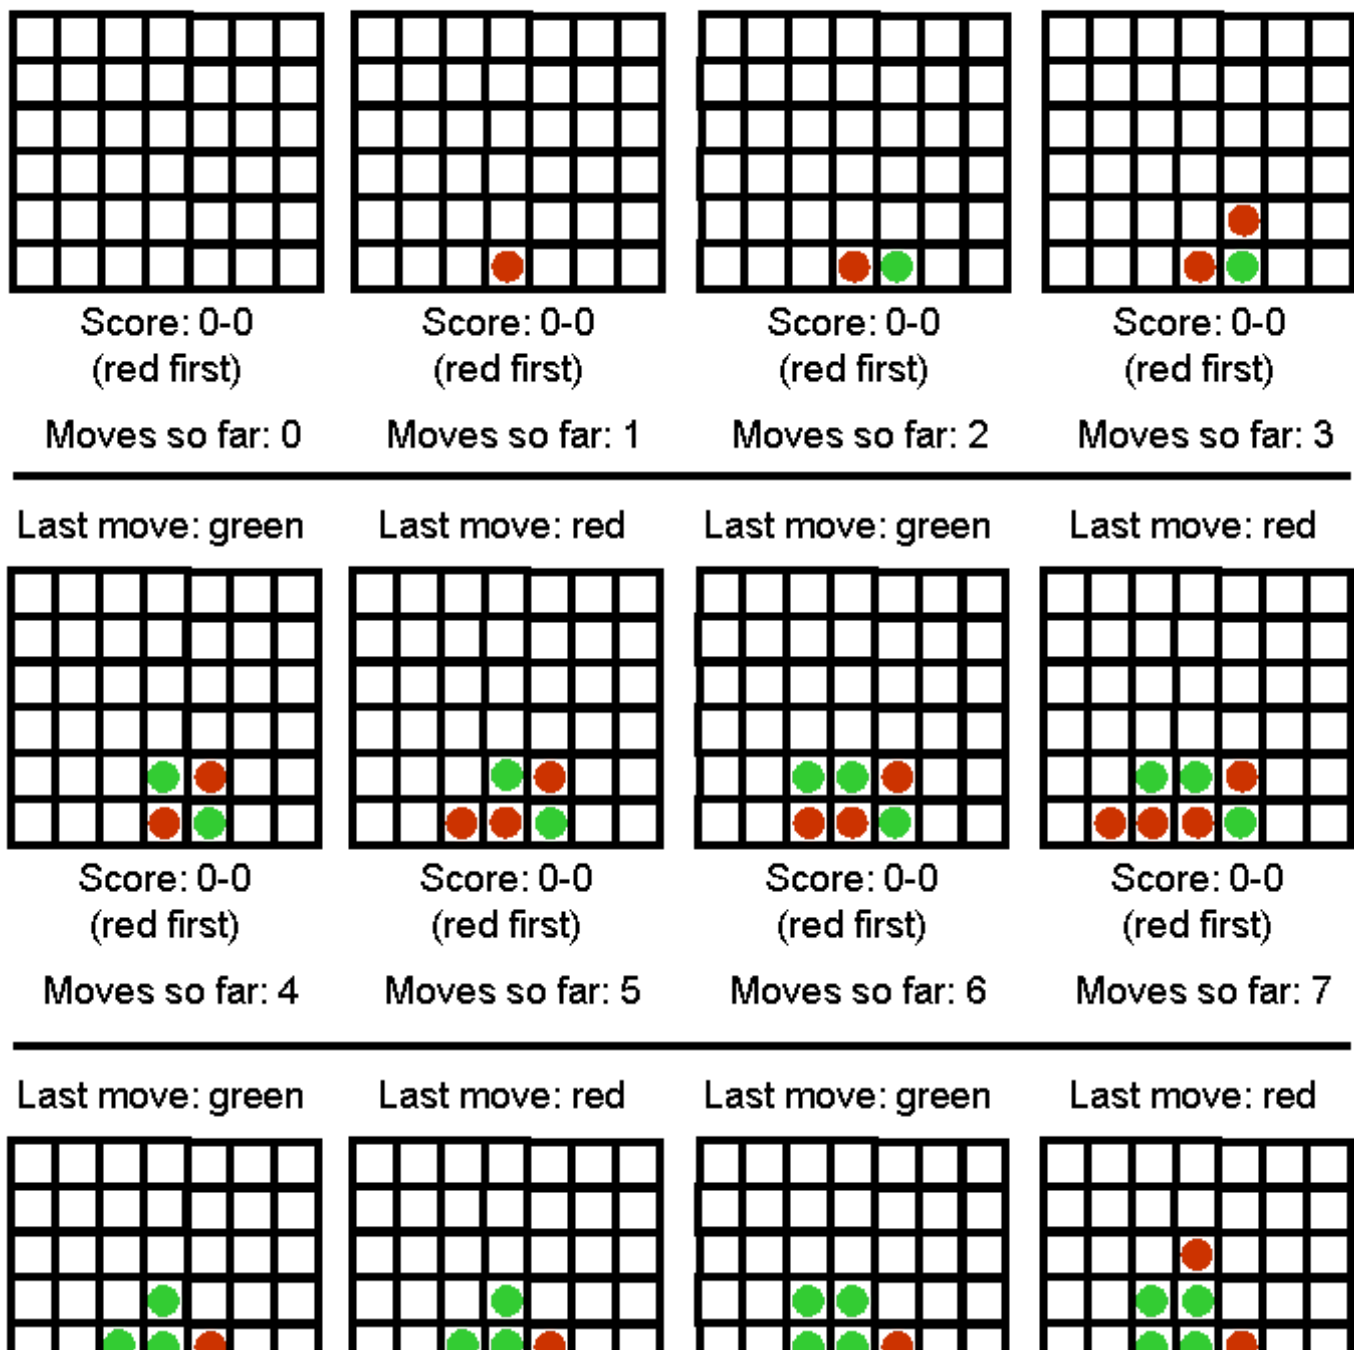 Score: 0-0 Score: 0-0 Score: 0-0 Score: 0-0
(red first) (red first) (red first) (red first)
Moves so far: 0 Moves so far: 1 Moves so far: 2 Moves so far: 3
Last move: green Last move: red Last move: green Last move: red
Score: 0-0 Score: 0-0 Score: 0-0 Score: 0-0
(red first) (red first) (red first) (red first)
Moves so far: 4 Moves so far: 5 Moves so far: 6 Moves so far: 7
Last move: green Last move: red Last move: green Last move: red